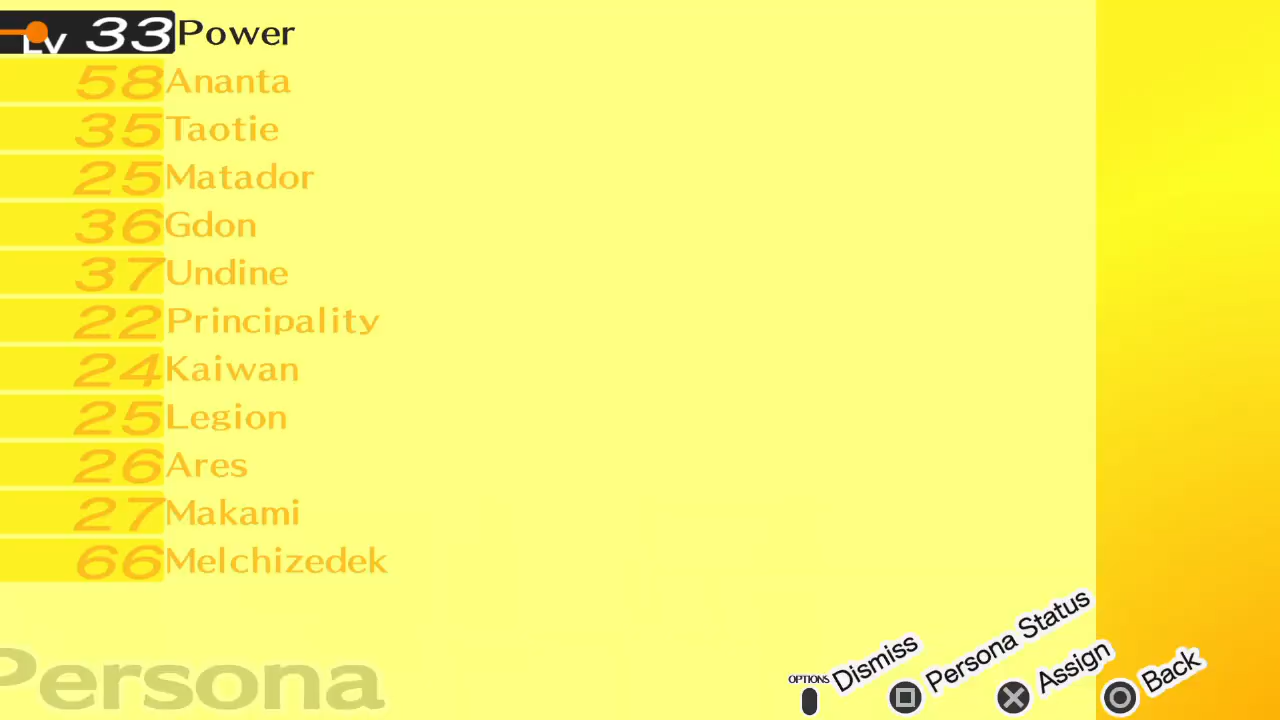 Lv 33 Power
58 Ananta
35 Taotie
25 Matador
36 Gdon
37 Undine
22 Principality
24 Kaiwan
25 Legion
26 Ares
27 Makami
66 Melchizedek
Persona
OPTIONS Dismiss Persona Status Assign Back